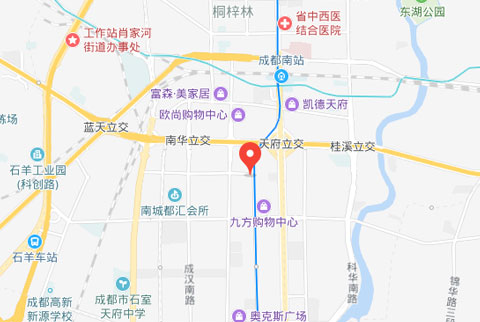 桐梓林
东湖公园
省中西医
结合医院
工作站肖家河
街道办事处
成都南站
富森·美家居
凯德天府
欧尚购物中心
炼场
蓝天立交
南华立交
天府立交
桂溪立交
石羊工业园
(科创路)
南城都汇会所
九方购物中心
石羊车站
成汉南路
科华南路
锦华路三段
成都高新
新源学校
成都市石室
天府中学
奥克斯广场